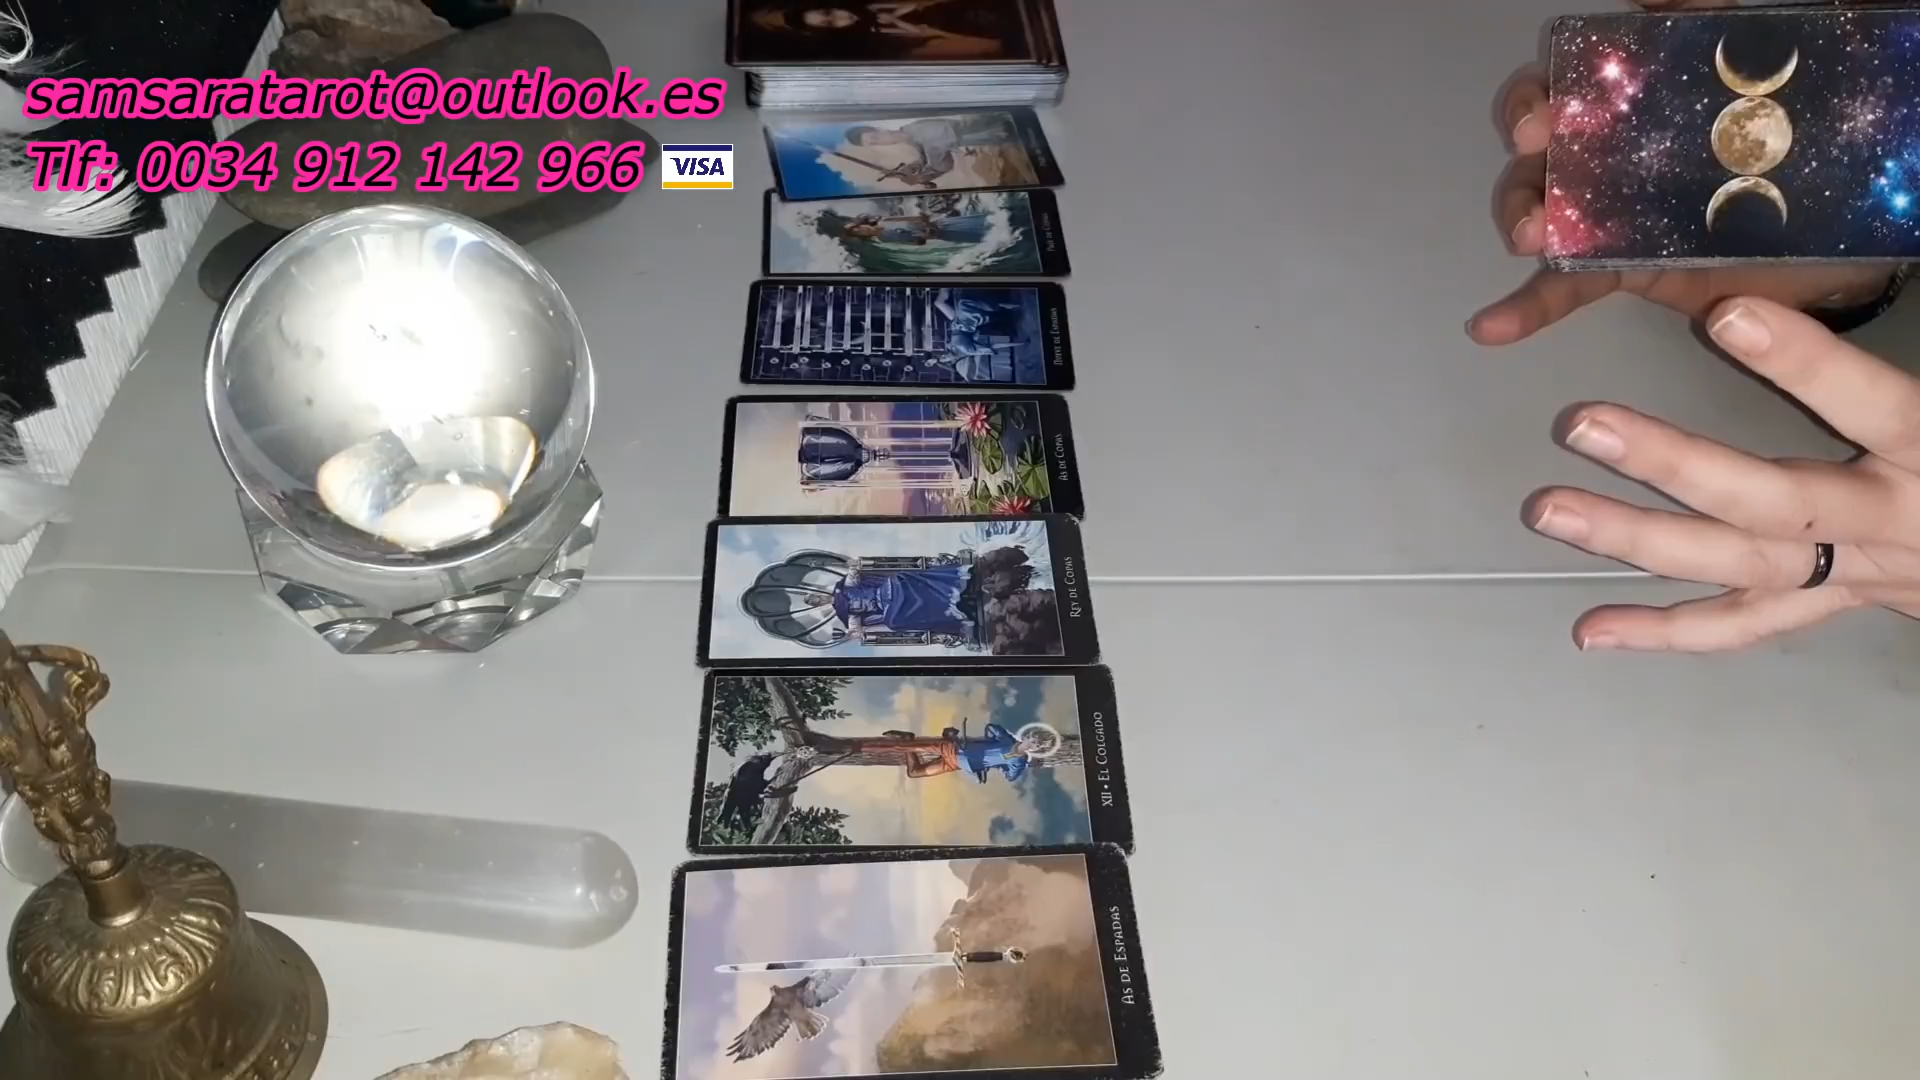 samsaratarot@outlook.es
Tlf: 0034 912 142 966 VISA
PAJE DE COPAS
NUEVE DE ESPADAS
AS DE COPAS
REY DE COPAS
XII • EL COLGADO
AS DE ESPADAS